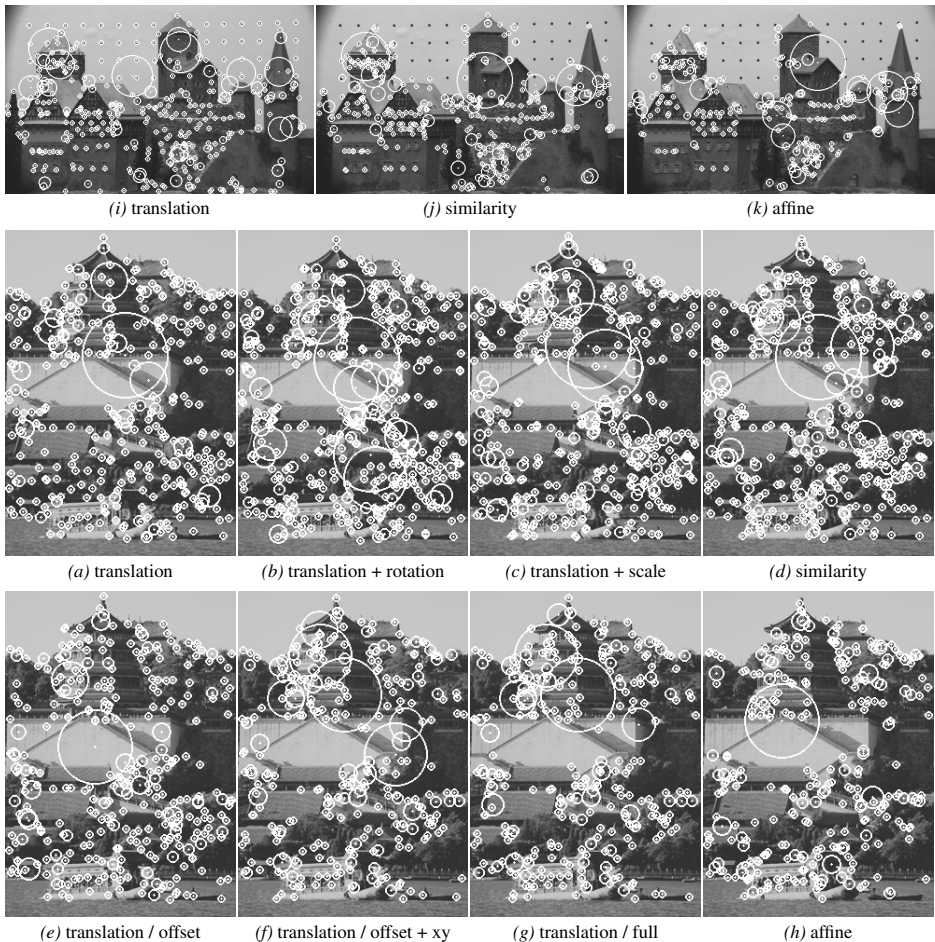 (i) translation
(j) similarity
(k) affine
(a) translation
(b) translation + rotation
(c) translation + scale
(d) similarity
(e) translation / offset
(f) translation / offset + xy
(g) translation / full
(h) affine